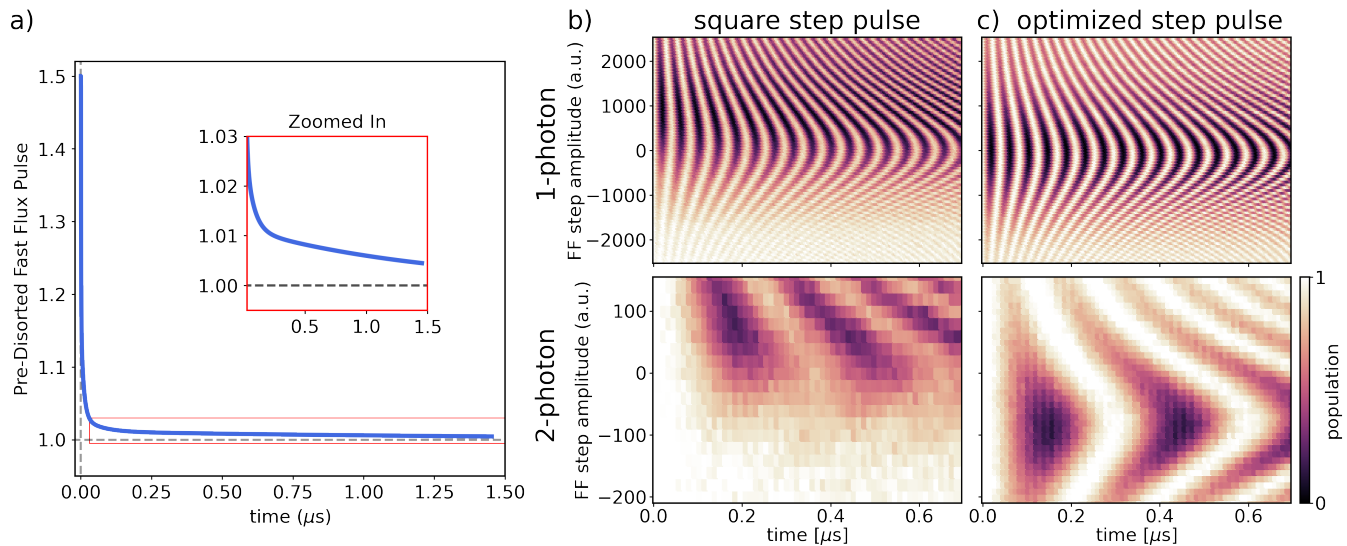 a)
Pre-Disorted Fast Flux Pulse
1.5
1.4
1.3
1.2
1.1
1.0
0.00
0.25
0.50
0.75
1.00
1.25
1.50
time (μs)
Zoomed In
1.03
1.02
1.01
1.00
0.5
1.0
1.5
b)
square step pulse
1-photon
FF step amplitude (a.u.)
2000
1000
0
−1000
−2000
c) optimized step pulse
2-photon
FF step amplitude (a.u.)
100
0
−100
−200
0.0
0.2
0.4
0.6
time [μs]
0.0
0.2
0.4
0.6
time [μs]
1
0
population